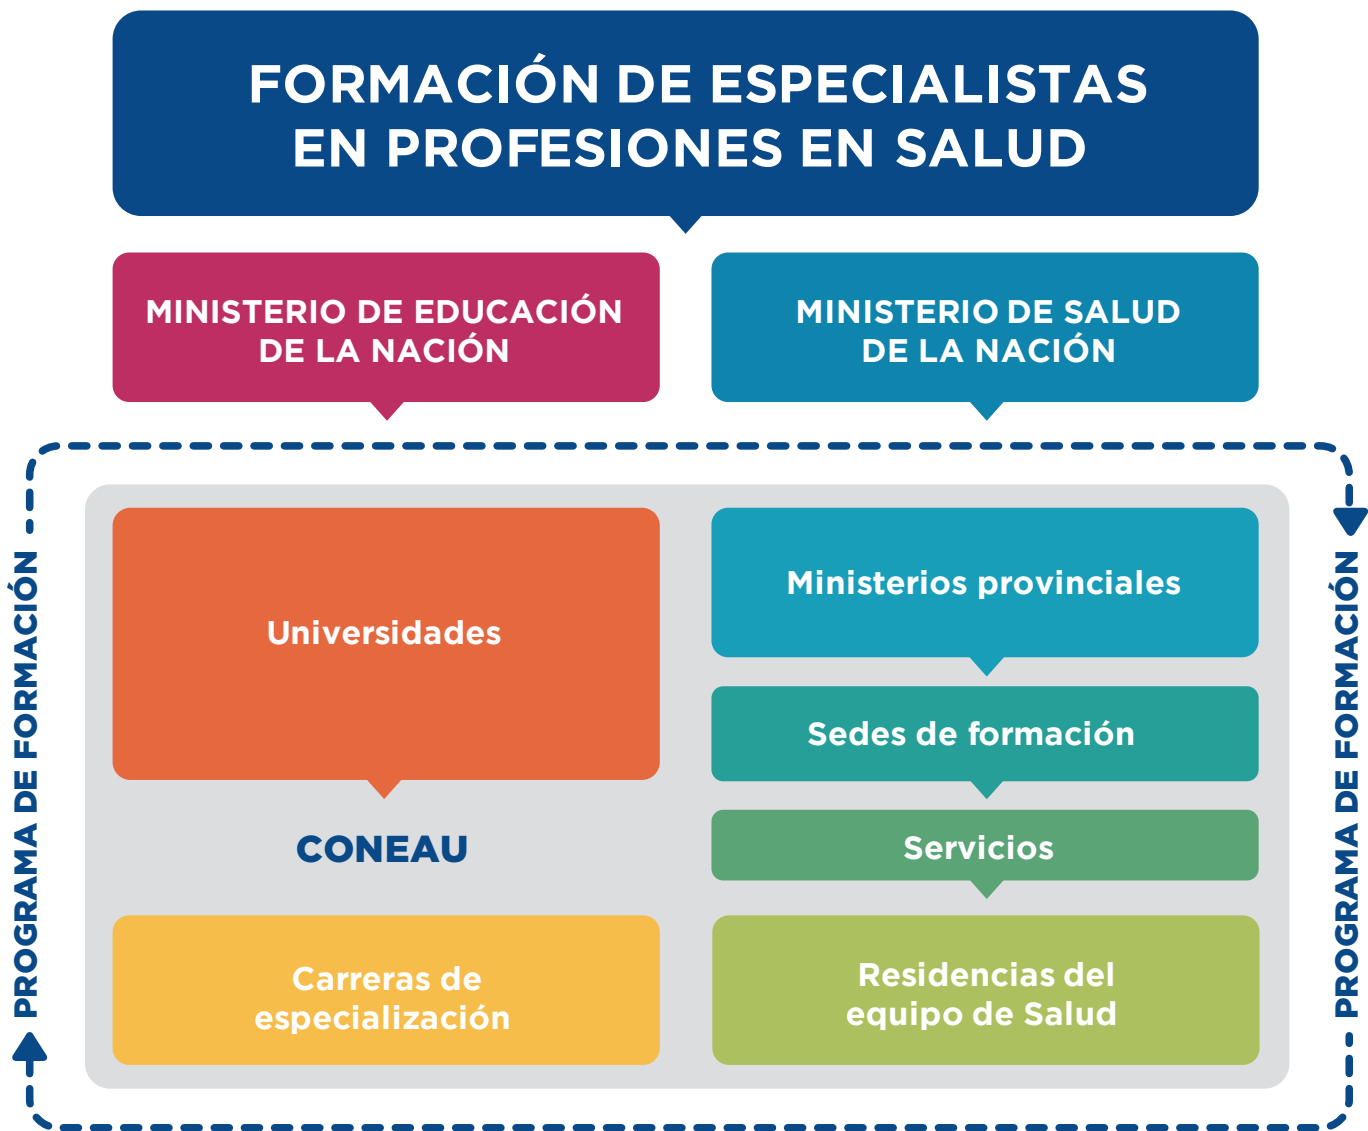 FORMACIÓN DE ESPECIALISTAS
EN PROFESIONES EN SALUD
MINISTERIO DE EDUCACIÓN
DE LA NACIÓN
MINISTERIO DE SALUD
DE LA NACIÓN
PROGRAMA DE FORMACIÓN
Universidades
CONEAU
Carreras de
especialización
Ministerios provinciales
Sedes de formación
Servicios
Residencias del
equipo de Salud
PROGRAMA DE FORMACIÓN